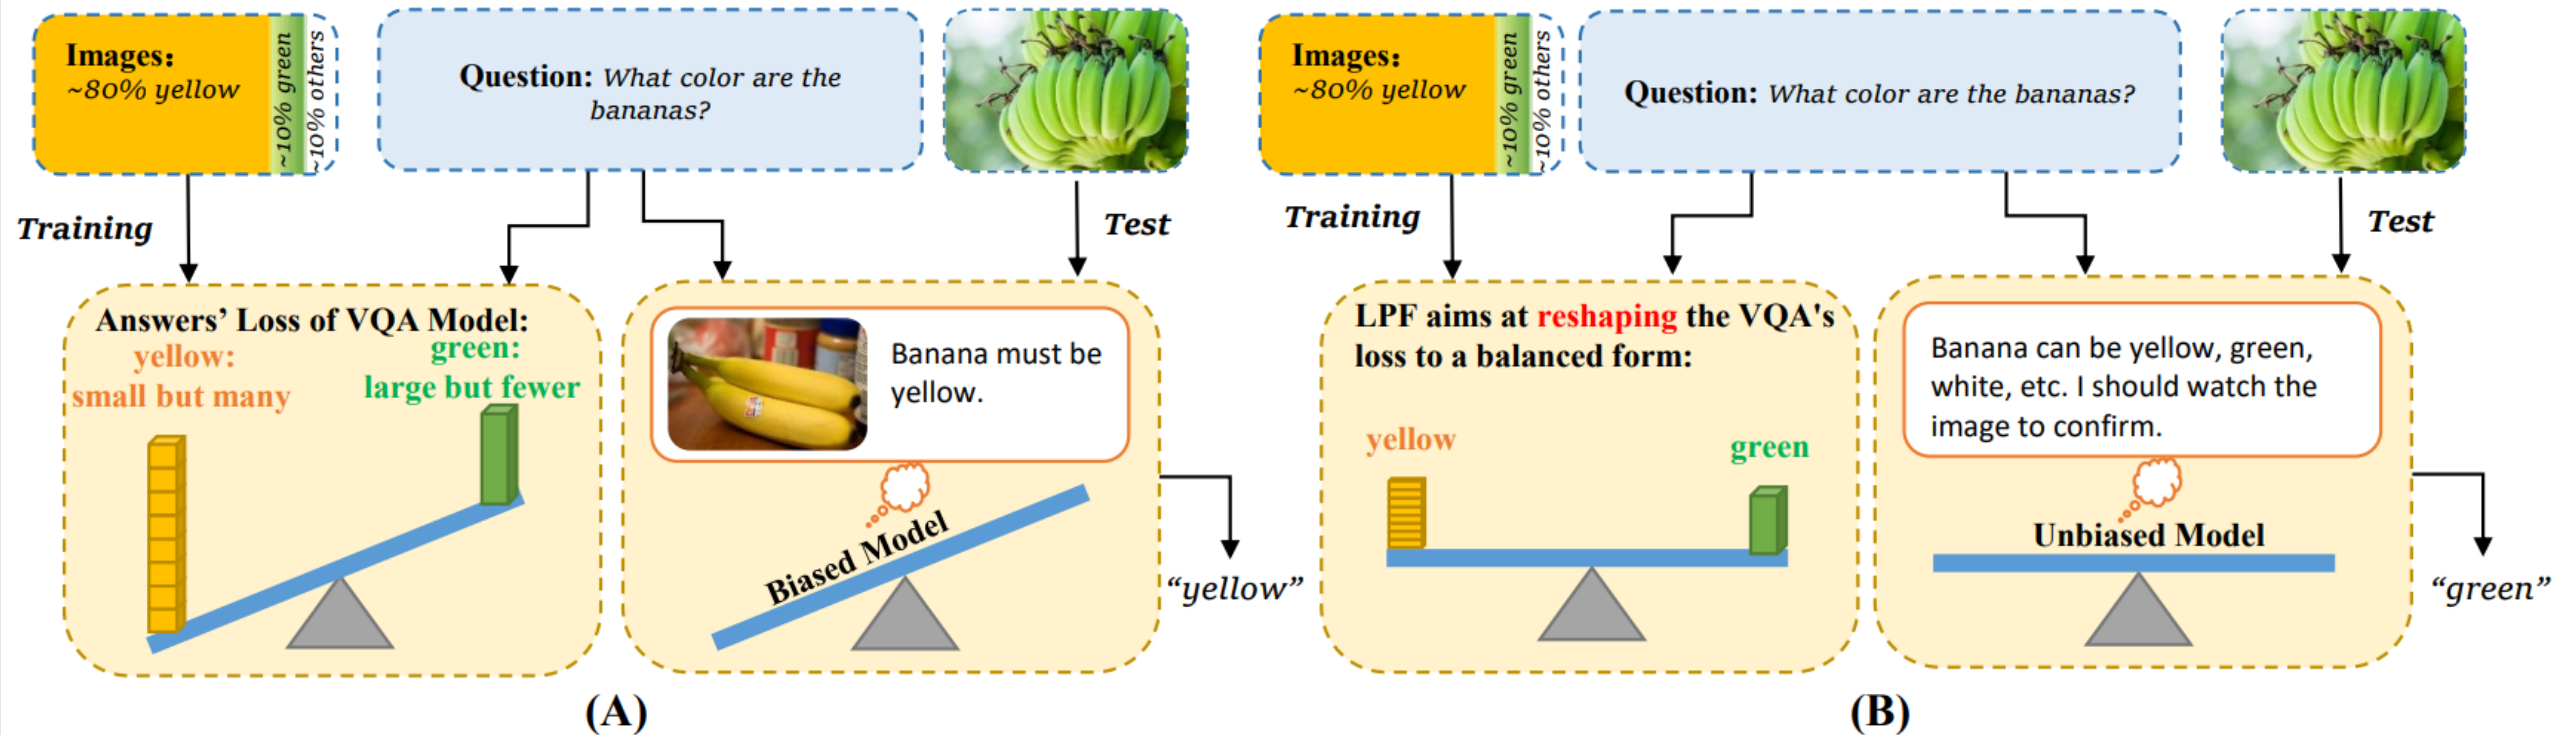 Images:
~80% yellow
~10% green
~10% others
Question: What color are the
bananas?
Training
Test
Answers' Loss of VQA Model:
yellow:
small but many
green:
large but fewer
Banana must be
yellow.
Biased Model
"yellow"
(A)
Images:
~80% yellow
~10% green
~10% others
Question: What color are the bananas?
Training
Test
LPF aims at reshaping the VQA's
loss to a balanced form:
yellow
green
Banana can be yellow, green,
white, etc. I should watch the
image to confirm.
Unbiased Model
"green"
(B)